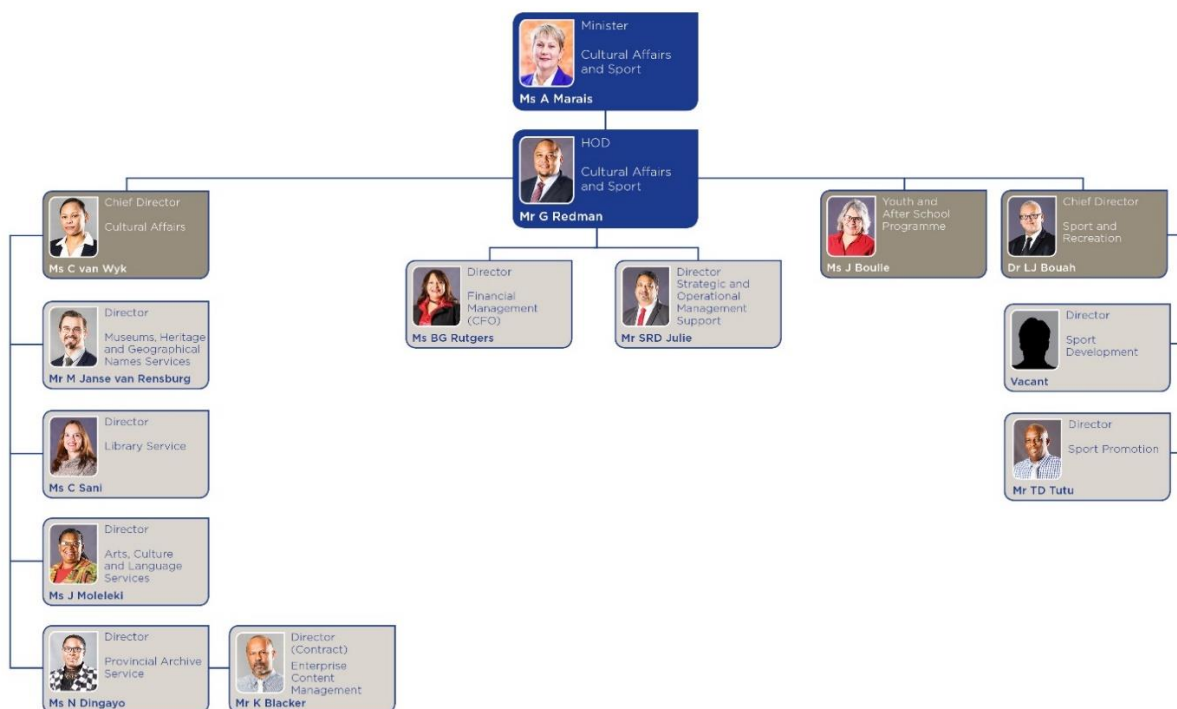 Minister
Cultural Affairs
and Sport
Ms A Marais
HOD
Cultural Affairs
and Sport
Mr G Redman
Chief Director
Cultural Affairs
Ms C van Wyk
Director
Museums, Heritage
and Geographical
Names Services
Mr M Janse van Rensburg
Director
Library Service
Ms C Sani
Director
Arts, Culture
and Language
Services
Ms J Moleleki
Director
Provincial Archive
Service
Ms N Dingayo
Director
(Contract)
Enterprise
Content
Management
Mr K Blacker
Director
Financial
Management
(CFO)
Ms BG Rutgers
Director
Strategic and
Operational
Management
Support
Mr SRD Julie
Youth and
After School
Programme
Ms J Boulle
Chief Director
Sport and
Recreation
Dr LJ Bouah
Director
Sport
Development
Vacant
Director
Sport Promotion
Mr TD Tutu